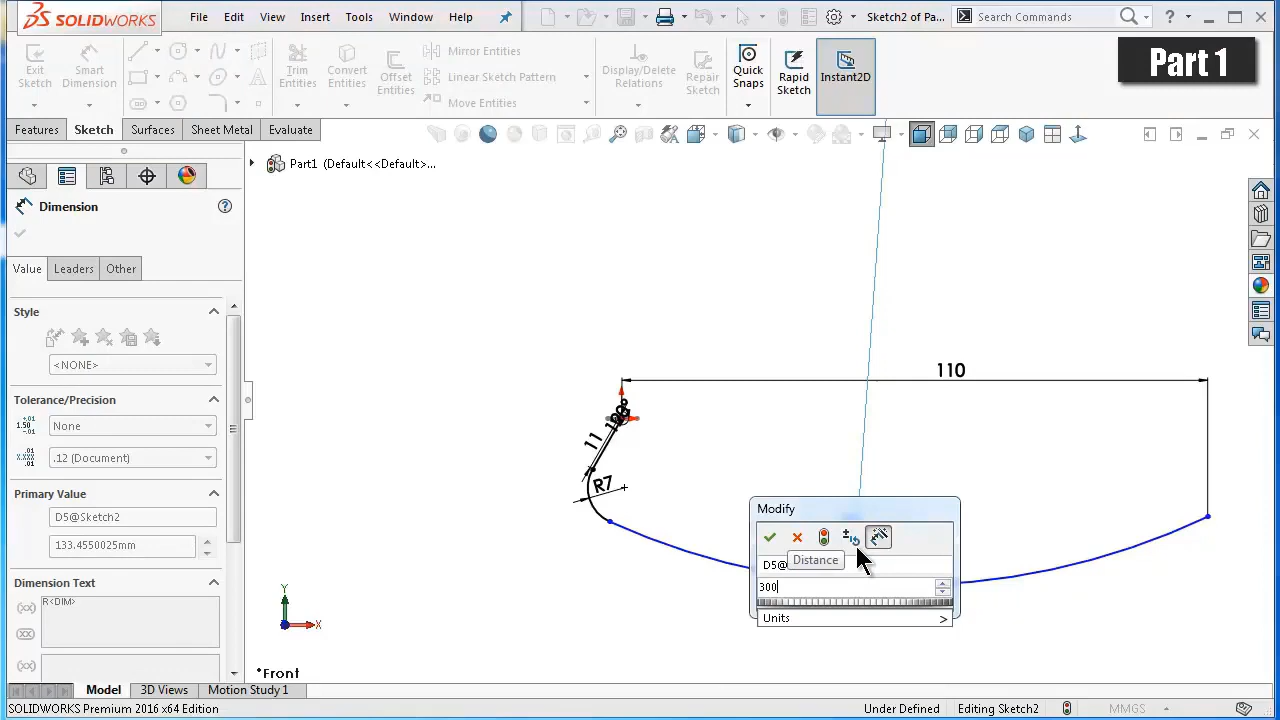 SOLIDWORKS
File Edit View Insert Tools Window Help
Sketch2 of Pa...
Search Commands
Part 1
Exit Sketch
Smart Dimension
Trim Entities
Convert Entities
Offset Entities
Mirror Entities
Linear Sketch Pattern
Move Entities
Display/Delete Relations
Repair Sketch
Quick Snaps
Rapid Sketch
Instant2D
Features Sketch Surfaces Sheet Metal Evaluate
Part1 (Default<<Default>...
Dimension
Value Leaders Other
Style
<NONE>
Tolerance/Precision
None
.12 (Document)
Primary Value
D5@Sketch2
133.4550025mm
Dimension Text
R<DIM>
110
11
R7
Modify
Distance
D5@
300
Units >
Y
X
*Front
Model 3D Views Motion Study 1
SOLIDWORKS Premium 2016 x64 Edition
Under Defined Editing Sketch2 MMGS